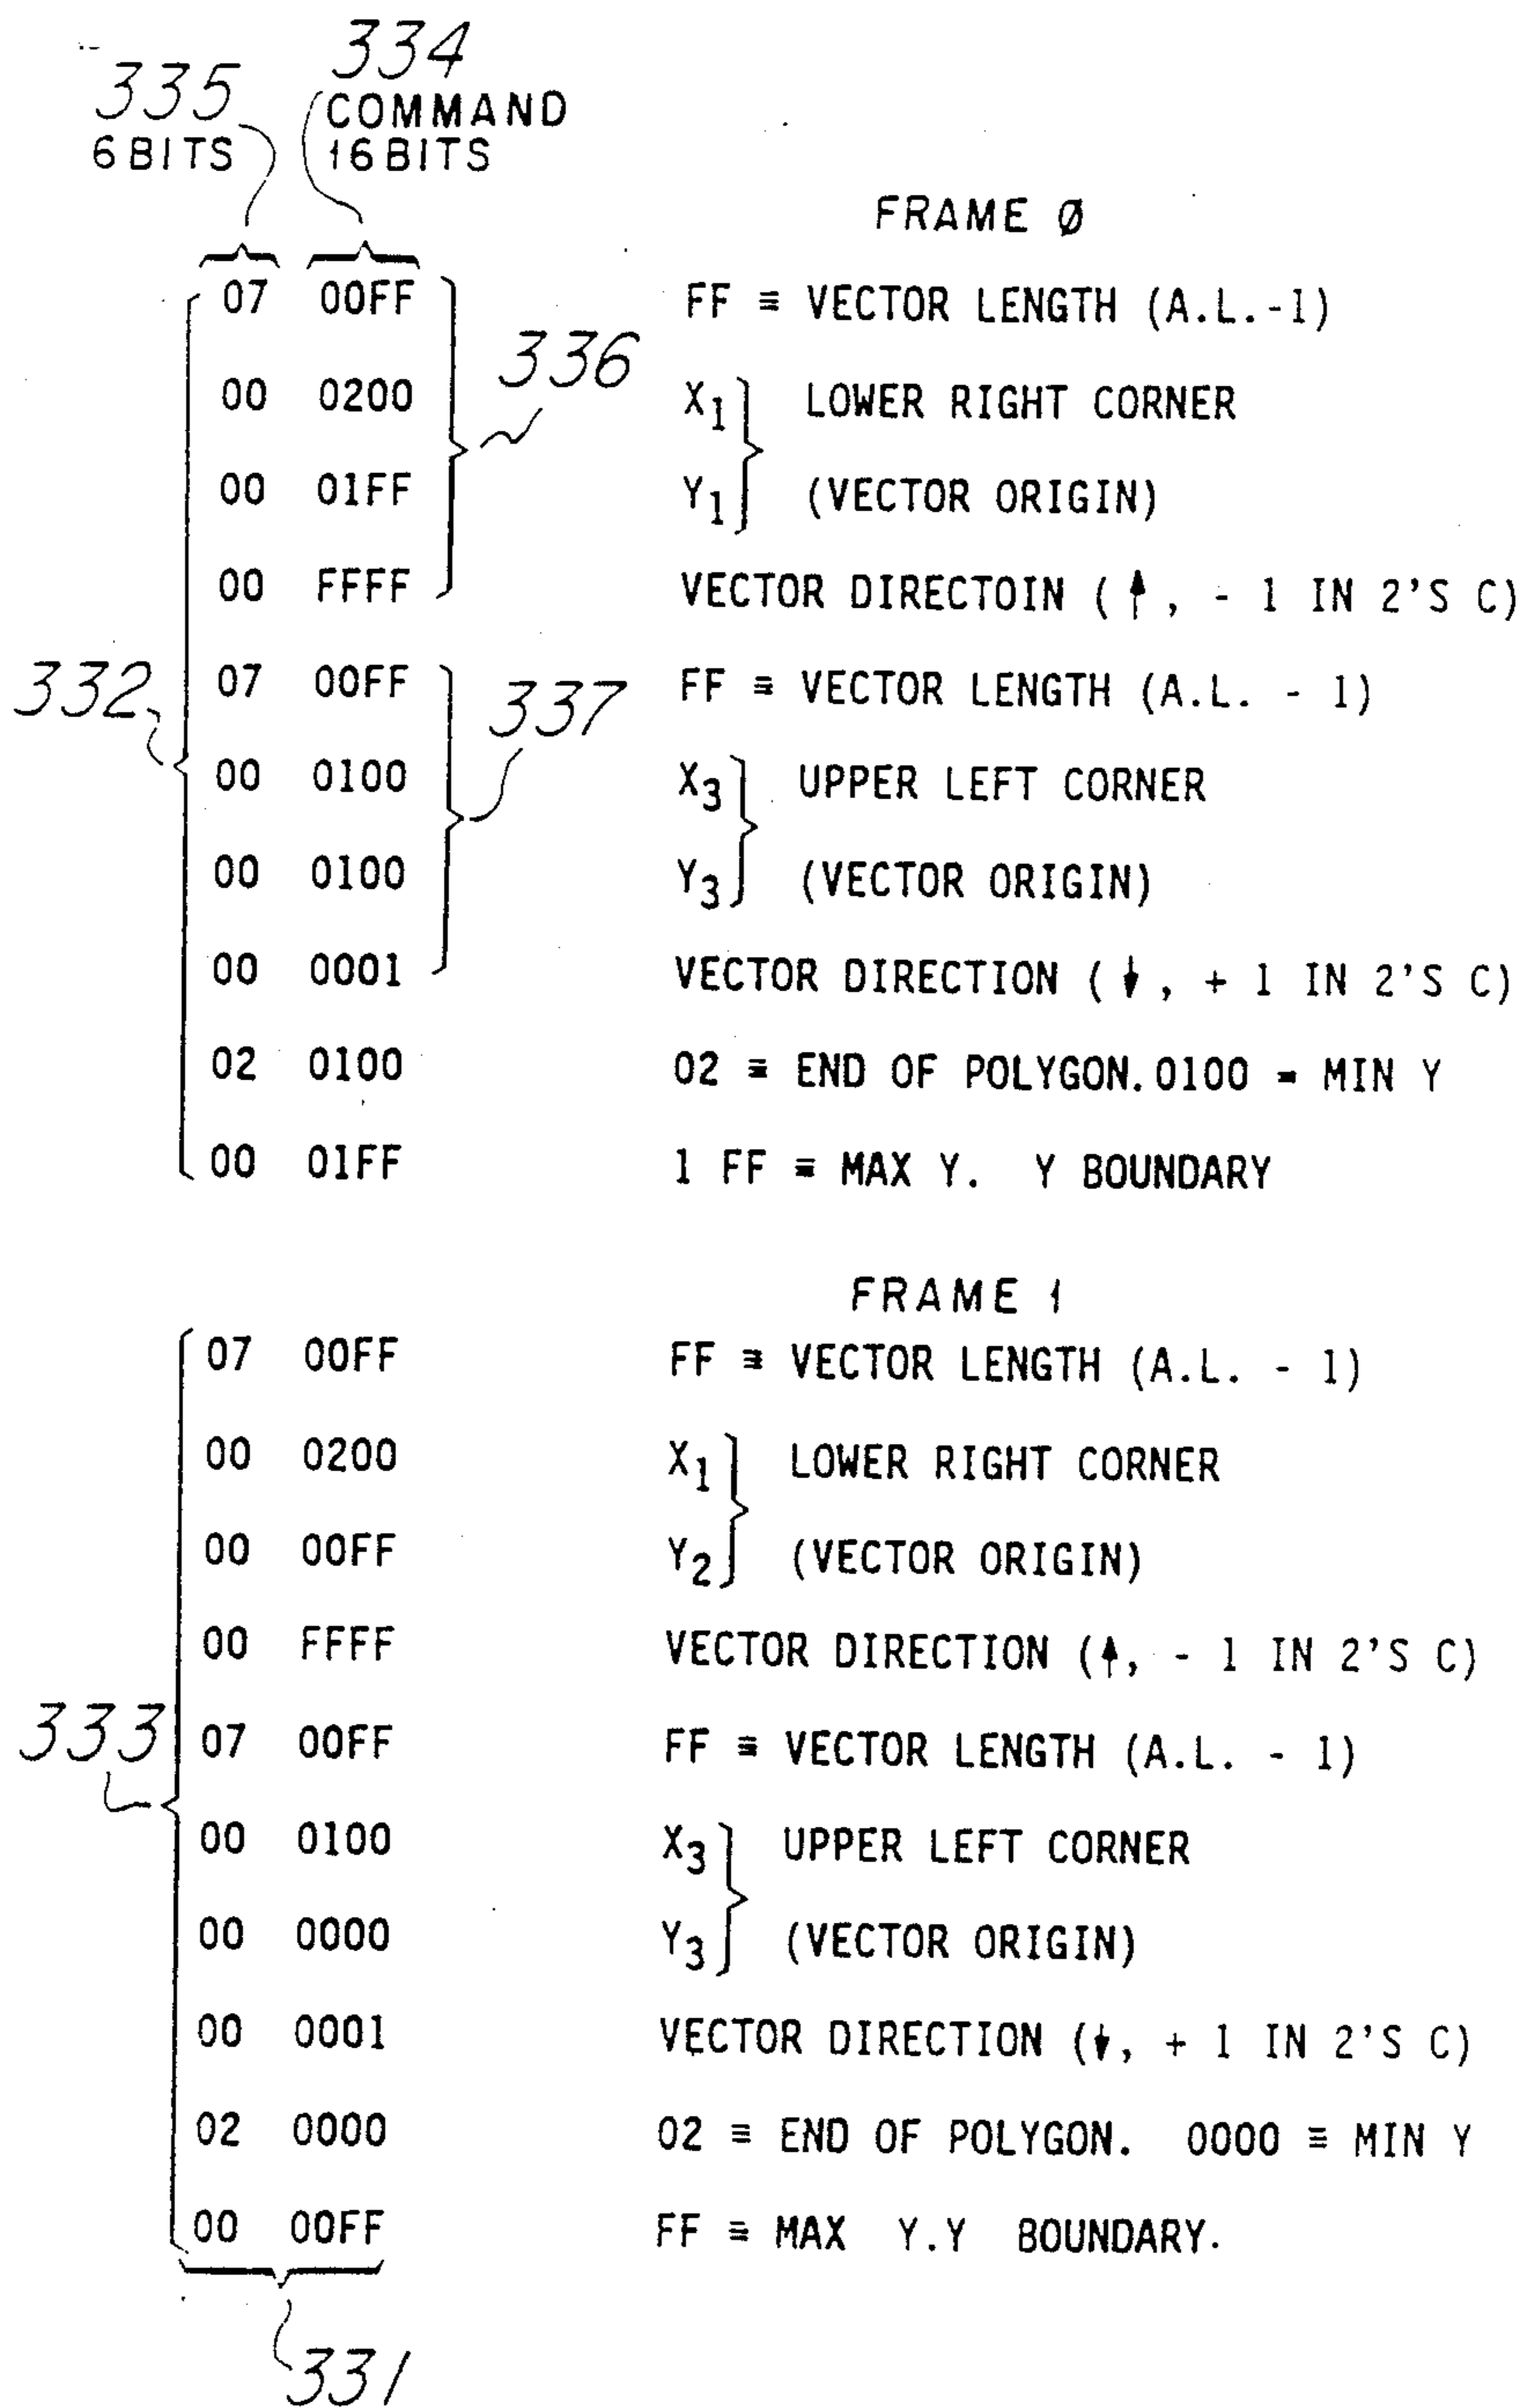 334
335 COMMAND
6 BITS 16 BITS
FRAME Ø
07 00FF FF ≡ VECTOR LENGTH (A.L.-1)
336
00 0200 X1 LOWER RIGHT CORNER
00 01FF Y1 (VECTOR ORIGIN)
00 FFFF VECTOR DIRECTOIN (↑, - 1 IN 2'S C)
332 07 00FF 337 FF ≡ VECTOR LENGTH (A.L. - 1)
00 0100 X3 UPPER LEFT CORNER
00 0100 Y3 (VECTOR ORIGIN)
00 0001 VECTOR DIRECTION (↓, + 1 IN 2'S C)
02 0100 02 ≡ END OF POLYGON. 0100 = MIN Y
00 01FF 1 FF ≡ MAX Y. Y BOUNDARY
FRAME 1
07 00FF FF ≡ VECTOR LENGTH (A.L. - 1)
00 0200 X1 LOWER RIGHT CORNER
00 00FF Y2 (VECTOR ORIGIN)
00 FFFF VECTOR DIRECTION (↑, - 1 IN 2'S C)
333 07 00FF FF ≡ VECTOR LENGTH (A.L. - 1)
00 0100 X3 UPPER LEFT CORNER
00 0000 Y3 (VECTOR ORIGIN)
00 0001 VECTOR DIRECTION (↓, + 1 IN 2'S C)
02 0000 02 ≡ END OF POLYGON. 0000 ≡ MIN Y
00 00FF FF ≡ MAX Y.Y BOUNDARY.
331